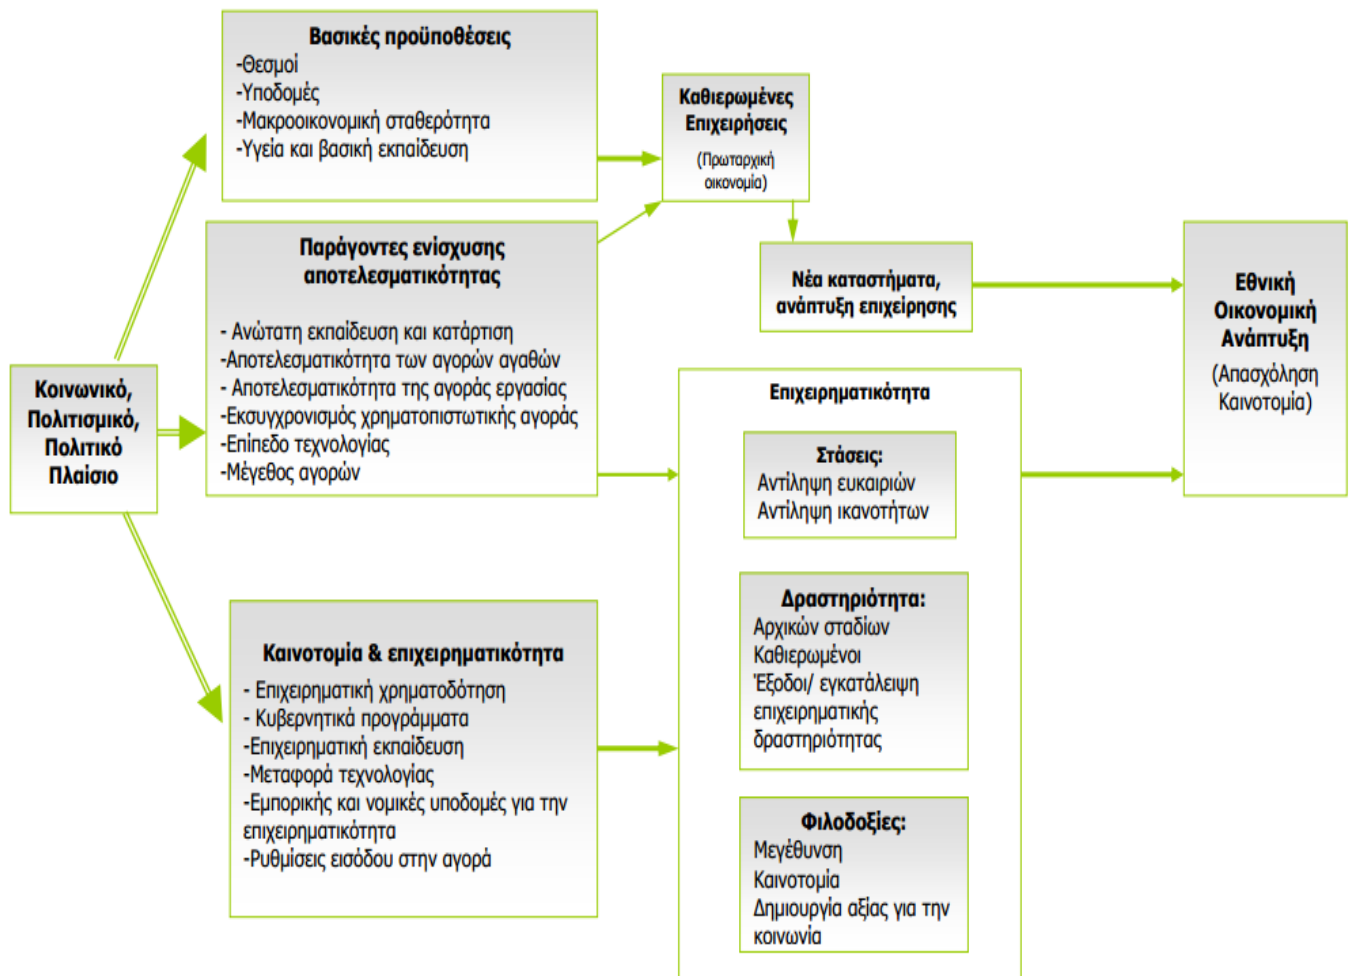 Βασικές προϋποθέσεις
-Θεσμοί
-Υποδομές
-Μακροοικονομική σταθερότητα
-Υγεία και βασική εκπαίδευση
Καθιερωμένες
Επιχειρήσεις
(Πρωταρχική
οικονομία)
Παράγοντες ενίσχυσης
αποτελεσματικότητας
- Ανώτατη εκπαίδευση και κατάρτιση
-Αποτελεσματικότητα των αγορών αγαθών
- Αποτελεσματικότητα της αγοράς εργασίας
-Εκσυγχρονισμός χρηματοπιστωτικής αγοράς
-Επίπεδο τεχνολογίας
-Μέγεθος αγορών
Νέα καταστήματα,
ανάπτυξη επιχείρησης
Εθνική
Οικονομική
Ανάπτυξη
(Απασχόληση
Καινοτομία)
Κοινωνικό,
Πολιτισμικό,
Πολιτικό
Πλαίσιο
Επιχειρηματικότητα
Στάσεις:
Αντίληψη ευκαιριών
Αντίληψη ικανοτήτων
Δραστηριότητα:
Αρχικών σταδίων
Καθιερωμένοι
Έξοδοι/ εγκατάλειψη
επιχειρηματικής
δραστηριότητας
Φιλοδοξίες:
Μεγέθυνση
Καινοτομία
Δημιουργία αξίας για την
κοινωνία
Καινοτομία & επιχειρηματικότητα
- Επιχειρηματική χρηματοδότηση
- Κυβερνητικά προγράμματα
-Επιχειρηματική εκπαίδευση
-Μεταφορά τεχνολογίας
-Εμπορικής και νομικές υποδομές για την
επιχειρηματικότητα
-Ρυθμίσεις εισόδου στην αγορά